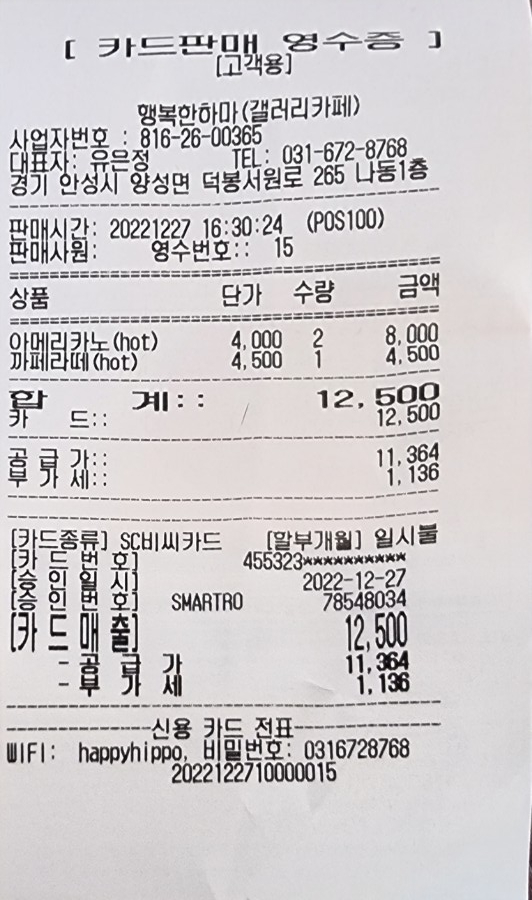 [ 카드판매 영수증 ]
[고객용]
행복한하마(갤러리카페)
사업자번호 : 816-26-00365
대표자: 유은정 TEL: 031-672-8768
경기 안성시 양성면 덕봉서원로 265 나동1층
판매시간: 20221227 16:30:24 (POS100)
판매사원: 영수번호:: 15
상품 단가 수량 금액
아메리카노(hot) 4,000 2 8,000
까페라떼(hot) 4,500 1 4,500
합 계:: 12,500
카 드:: 12,500
공 급 가:: 11,364
부 가 세:: 1,136
[카드종류] SC비씨카드 [할부개월] 일시불
[카 드 번 호] 455323**********
[승 인 일 시] 2022-12-27
[승 인 번 호] SMARTRO 78548034
[카 드 매 출] 12,500
- 공 급 가 11,364
- 부 가 세 1,136
----------------신용 카드 전표----------------
WIFI: happyhippo, 비밀번호: 0316728768
2022122710000015